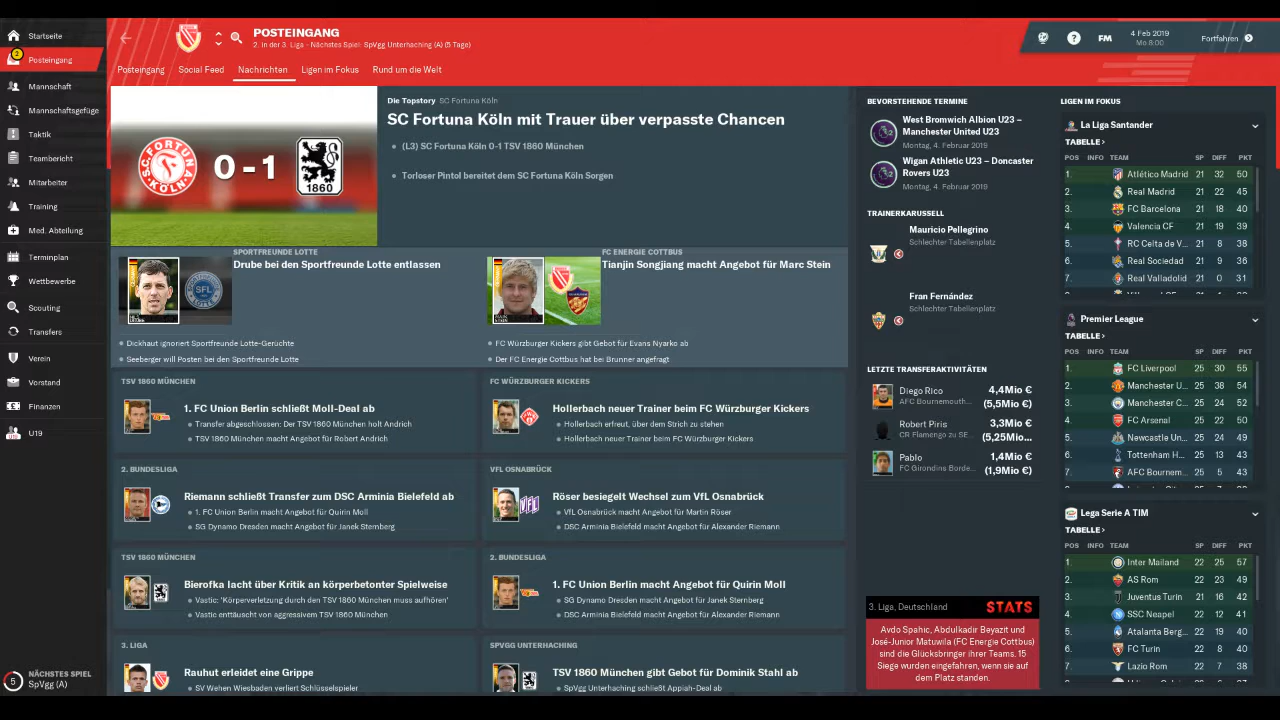 Startseite
2
Posteingang
Mannschaft
Mannschaftsgefüge
Taktik
Teambericht
Mitarbeiter
Training
Med. Abteilung
Terminplan
Wettbewerbe
Scouting
Transfers
Verein
Vorstand
Finanzen
U19
5
NÄCHSTES SPIEL
SpVgg (A)
POSTEINGANG
2. in der 3. Liga - Nächstes Spiel: SpVgg Unterhaching (A) (5 Tage)
FM
4 Feb 2019
Mo 8:00
Fortfahren
Posteingang
Social Feed
Nachrichten
Ligen im Fokus
Rund um die Welt
0 - 1
1860
Die Topstory SC Fortuna Köln
SC Fortuna Köln mit Trauer über verpasste Chancen
(L3) SC Fortuna Köln 0-1 TSV 1860 München
Torloser Pintol bereitet dem SC Fortuna Köln Sorgen
SPORTFREUNDE LOTTE
Drube bei den Sportfreunde Lotte entlassen
Dickhaut ignoriert Sportfreunde Lotte-Gerüchte
Seeberger will Posten bei den Sportfreunde Lotte
FC ENERGIE COTTBUS
Tianjin Songjiang macht Angebot für Marc Stein
FC Würzburger Kickers gibt Gebot für Evans Nyarko ab
Der FC Energie Cottbus hat bei Brunner angefragt
TSV 1860 MÜNCHEN
1. FC Union Berlin schließt Moll-Deal ab
Transfer abgeschlossen: Der TSV 1860 München holt Andrich
TSV 1860 München macht Angebot für Robert Andrich
FC WÜRZBURGER KICKERS
Hollerbach neuer Trainer beim FC Würzburger Kickers
Hollerbach erfreut, über dem Strich zu stehen
Hollerbach neuer Trainer beim FC Würzburger Kickers
2. BUNDESLIGA
Riemann schließt Transfer zum DSC Arminia Bielefeld ab
1. FC Union Berlin macht Angebot für Quirin Moll
SG Dynamo Dresden macht Angebot für Janek Sternberg
VFL OSNABRÜCK
Röser besiegelt Wechsel zum VfL Osnabrück
VfL Osnabrück macht Angebot für Martin Röser
DSC Arminia Bielefeld macht Angebot für Alexander Riemann
TSV 1860 MÜNCHEN
Bierofka lacht über Kritik an körperbetonter Spielweise
Vastic: 'Körperverletzung durch den TSV 1860 München muss aufhören'
Vastic enttäuscht von aggressivem TSV 1860 München
2. BUNDESLIGA
1. FC Union Berlin macht Angebot für Quirin Moll
SG Dynamo Dresden macht Angebot für Janek Sternberg
DSC Arminia Bielefeld macht Angebot für Alexander Riemann
3. LIGA
Rauhut erleidet eine Grippe
SV Wehen Wiesbaden verliert Schlüsselspieler
SPVGG UNTERHACHING
TSV 1860 München gibt Gebot für Dominik Stahl ab
SpVgg Unterhaching schließt Appiah-Deal ab
BEVORSTEHENDE TERMINE
West Bromwich Albion U23 –
Manchester United U23
Montag, 4. Februar 2019
Wigan Athletic U23 – Doncaster
Rovers U23
Montag, 4. Februar 2019
TRAINERKARUSSELL
Mauricio Pellegrino
Schlechter Tabellenplatz
Fran Fernández
Schlechter Tabellenplatz
LETZTE TRANSFERAKTIVITÄTEN
Diego Rico 4,4Mio €
AFC Bournemouth... (5,5Mio €)
Robert Piris 3,3Mio €
CR Flamengo zu SE... (5,25Mio...
Pablo 1,4Mio €
FC Girondins Borde... (1,9Mio €)
3. Liga, Deutschland STATS
Avdo Spahic, Abdulkadir Beyazit und
José-Junior Matuwila (FC Energie Cottbus)
sind die Glücksbringer ihrer Teams. 15
Siege wurden eingefahren, wenn sie auf
dem Platz standen.
LIGEN IM FOKUS
La Liga Santander
TABELLE ›
POS INFO TEAM SP DIFF PKT
1. Atlético Madrid 21 32 50
2. Real Madrid 21 22 45
3. FC Barcelona 21 18 40
4. Valencia CF 21 19 39
5. RC Celta de V... 21 8 38
6. Real Sociedad 21 9 36
7. Real Valladolid 21 0 31
Premier League
TABELLE ›
POS INFO TEAM SP DIFF PKT
1. FC Liverpool 25 30 55
2. Manchester U... 25 38 54
3. Manchester C... 25 24 52
4. FC Arsenal 25 25 50
5. Newcastle Un... 25 24 49
6. Tottenham H... 25 13 43
7. AFC Bournem... 25 5 43
Lega Serie A TIM
TABELLE ›
POS INFO TEAM SP DIFF PKT
1. Inter Mailand 22 25 57
2. AS Rom 22 23 49
3. Juventus Turin 21 16 42
4. SSC Neapel 22 12 41
5. Atalanta Berg... 22 19 40
6. FC Turin 22 8 40
7. Lazio Rom 22 7 38